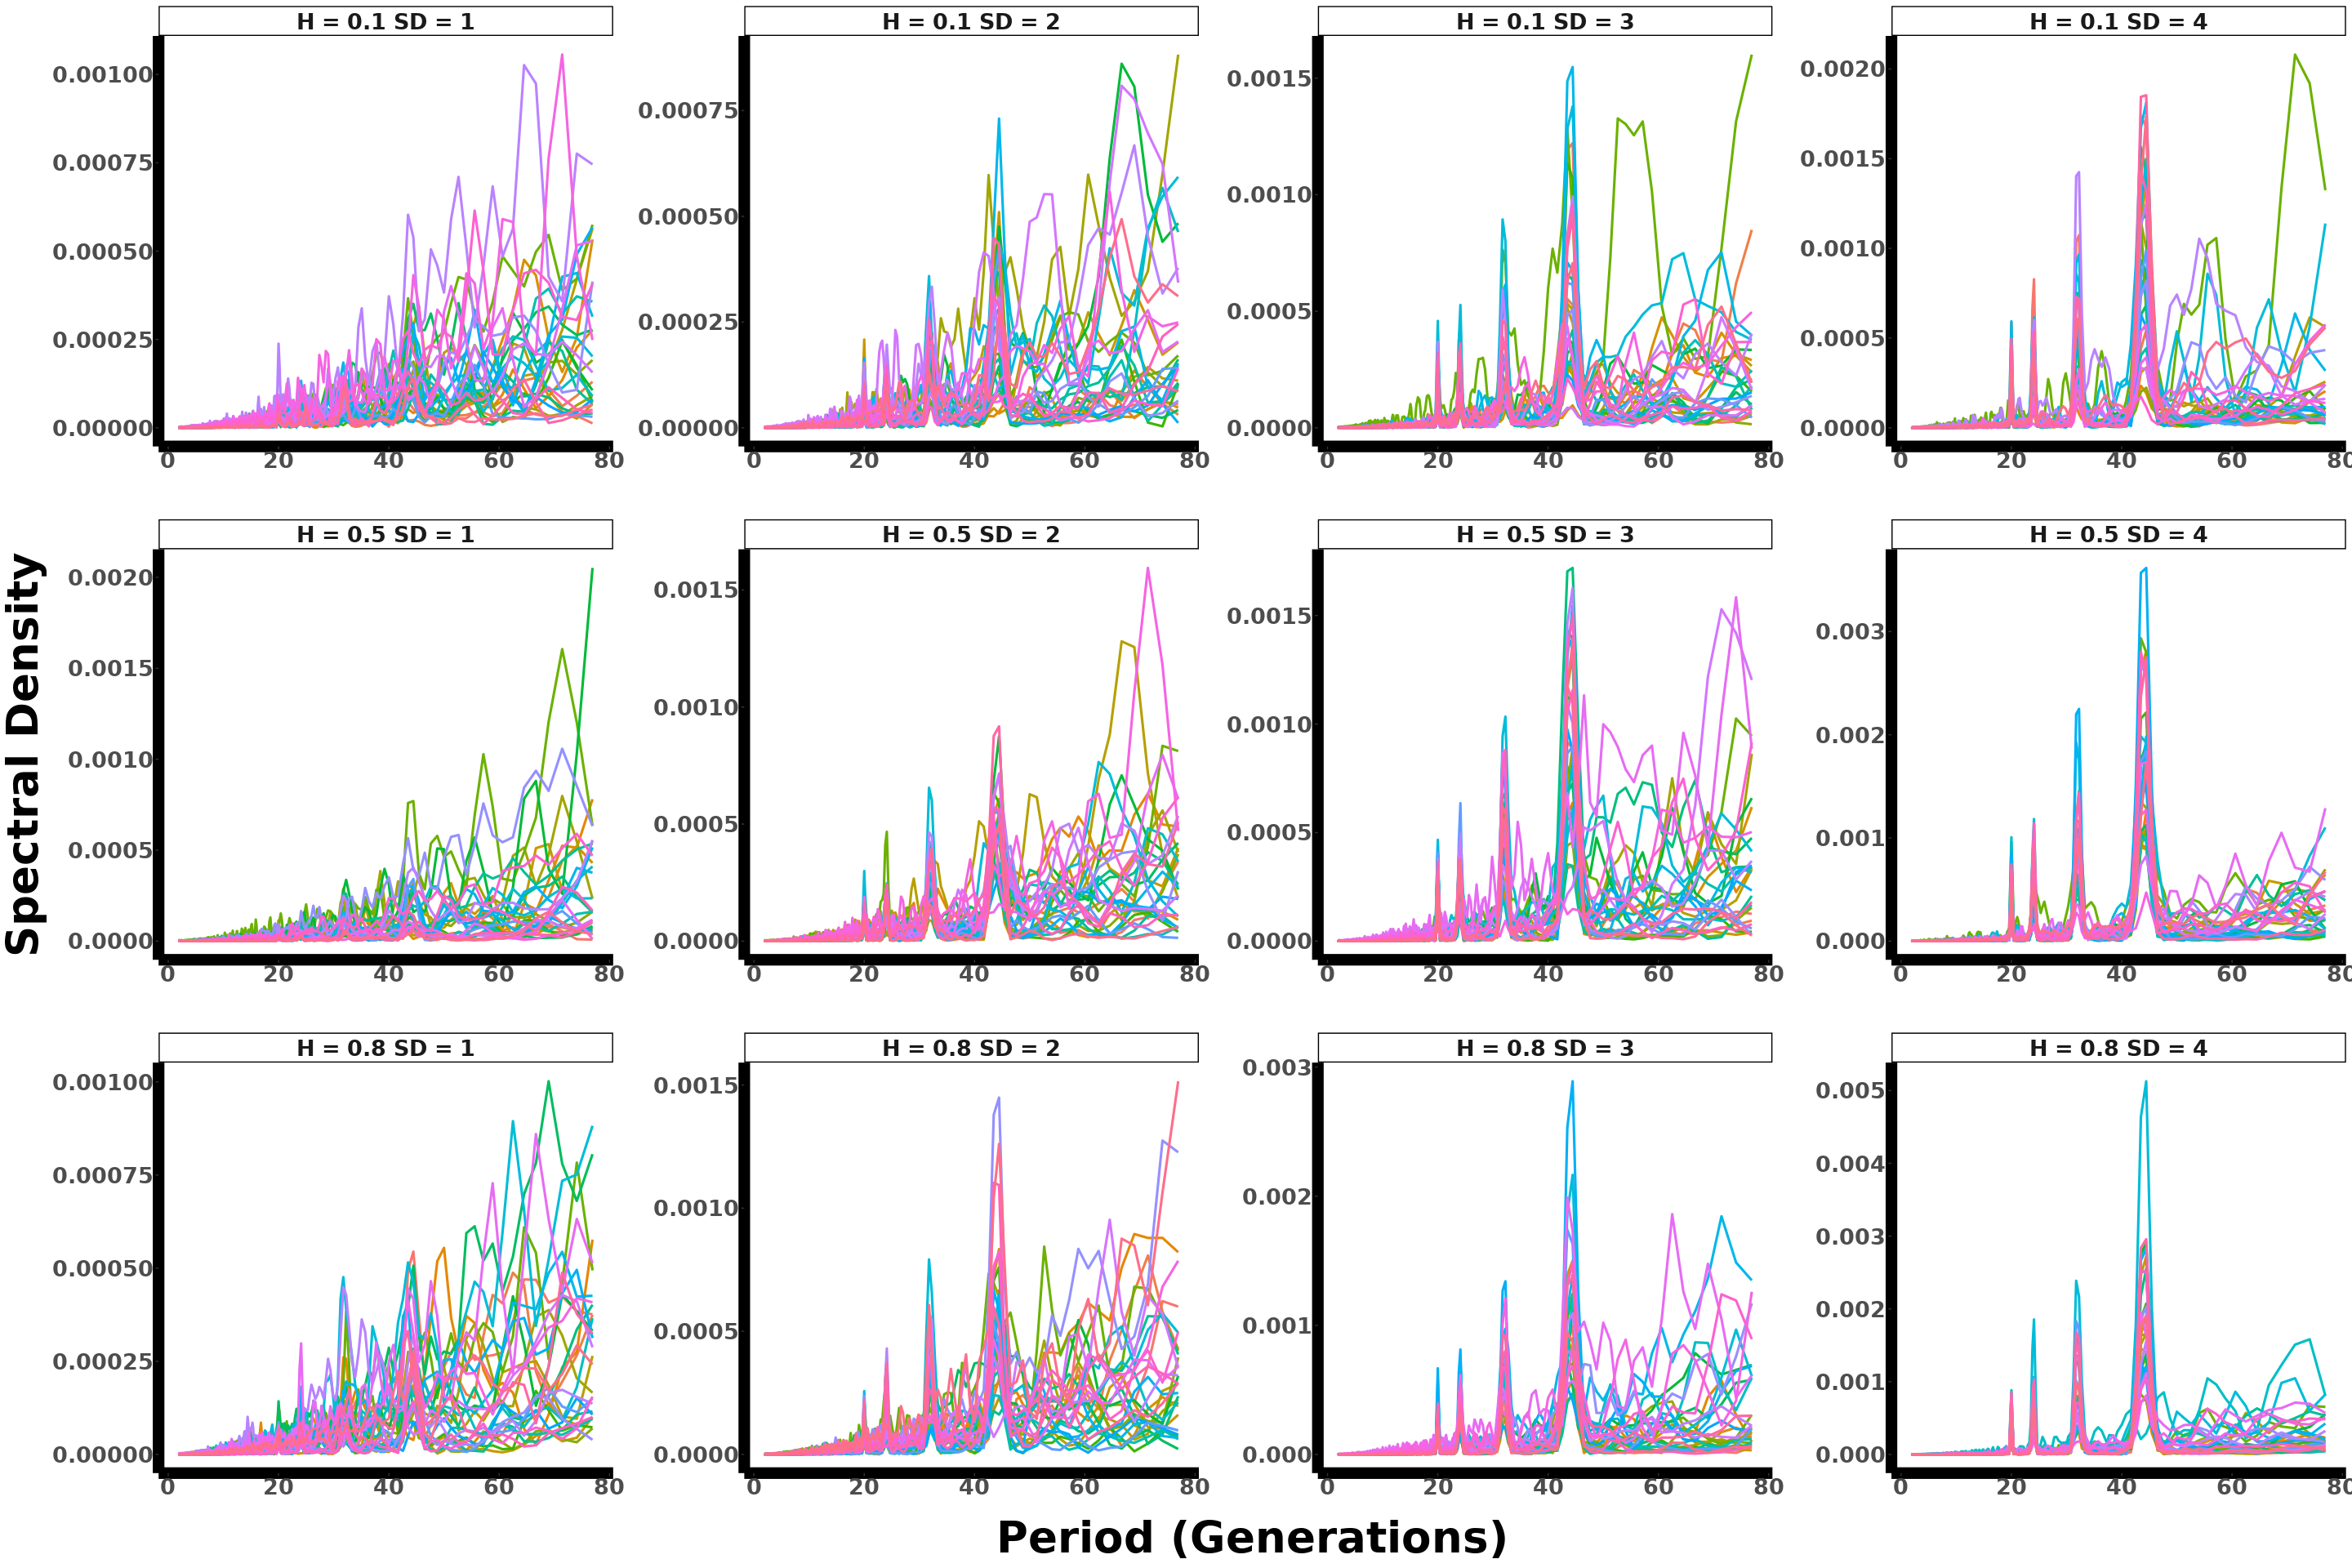 H = 0.1 SD = 1
H = 0.1 SD = 2
H = 0.1 SD = 3
H = 0.1 SD = 4
0.00100
0.00075
0.00050
0.00025
0.00000
0 20 40 60 80
0.00075
0.00050
0.00025
0.00000
0 20 40 60 80
0.0015
0.0010
0.0005
0.0000
0 20 40 60 80
0.0020
0.0015
0.0010
0.0005
0.0000
0 20 40 60 80
Spectral Density
H = 0.5 SD = 1
H = 0.5 SD = 2
H = 0.5 SD = 3
H = 0.5 SD = 4
0.0020
0.0015
0.0010
0.0005
0.0000
0 20 40 60 80
0.0015
0.0010
0.0005
0.0000
0 20 40 60 80
0.0015
0.0010
0.0005
0.0000
0 20 40 60 80
0.003
0.002
0.001
0.000
0 20 40 60 80
H = 0.8 SD = 1
H = 0.8 SD = 2
H = 0.8 SD = 3
H = 0.8 SD = 4
0.00100
0.00075
0.00050
0.00025
0.00000
0 20 40 60 80
0.0015
0.0010
0.0005
0.0000
0 20 40 60 80
0.003
0.002
0.001
0.000
0 20 40 60 80
0.005
0.004
0.003
0.002
0.001
0.000
0 20 40 60 80
Period (Generations)